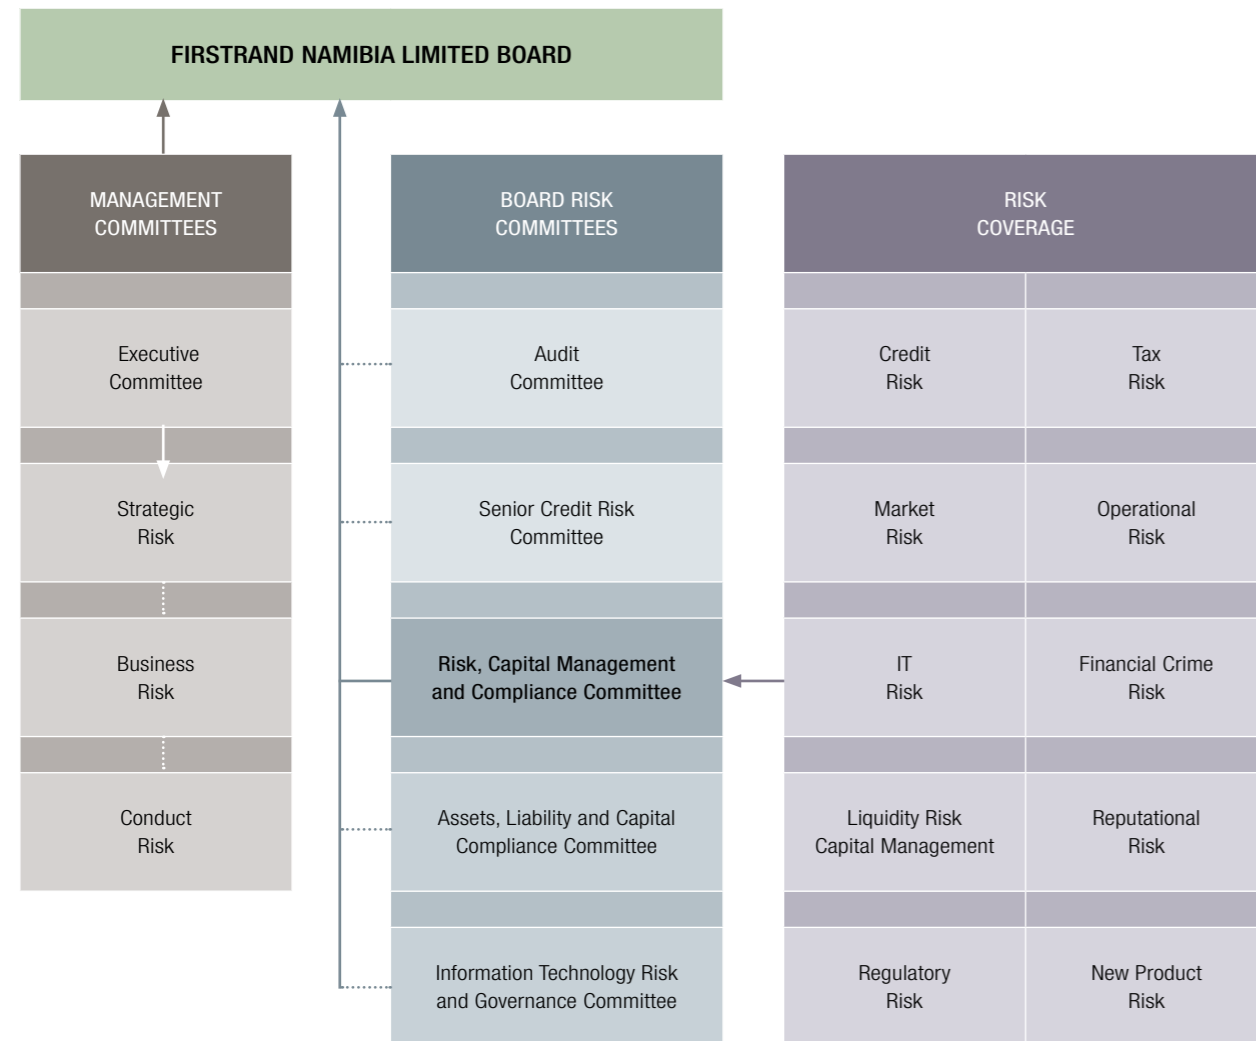 FIRSTRAND NAMIBIA LIMITED BOARD
MANAGEMENT
COMMITTEES
Executive
Committee
Strategic
Risk
Business
Risk
Conduct
Risk
BOARD RISK
COMMITTEES
Audit
Committee
Senior Credit Risk
Committee
Risk, Capital Management
and Compliance Committee
Assets, Liability and Capital
Compliance Committee
Information Technology Risk
and Governance Committee
RISK
COVERAGE
Credit
Risk
Tax
Risk
Market
Risk
Operational
Risk
IT
Risk
Financial Crime
Risk
Liquidity Risk
Capital Management
Reputational
Risk
Regulatory
Risk
New Product
Risk